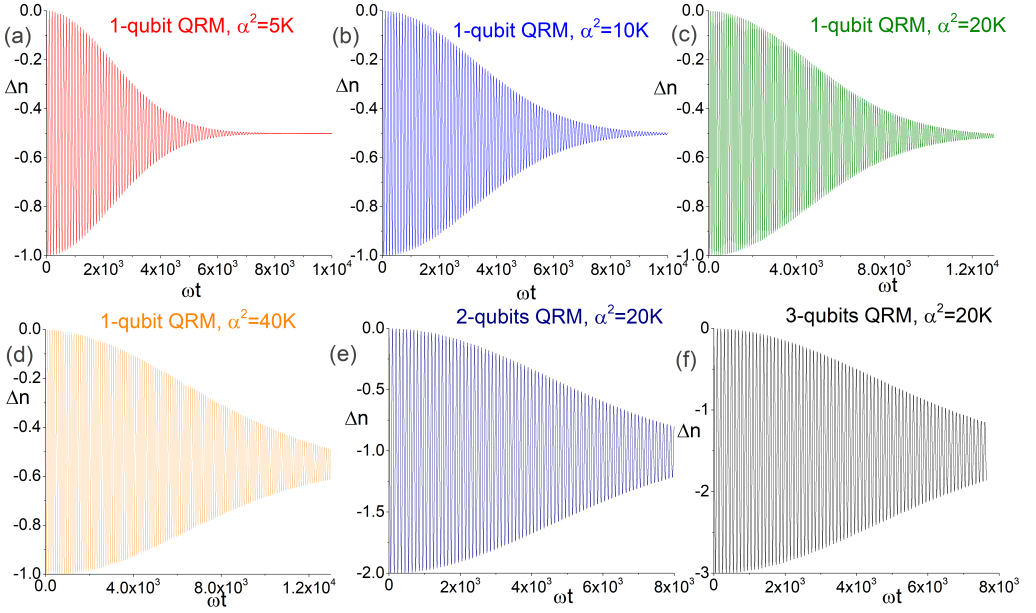 (a)
1-qubit QRM, α²=5K
0.0
-0.2
Δn
-0.4
-0.6
-0.8
-1.0
0
2x10³
4x10³
6x10³
8x10³
1x10⁴
ωt
(b)
1-qubit QRM, α²=10K
0.0
-0.2
Δn
-0.4
-0.6
-0.8
-1.0
0
2x10³
4x10³
6x10³
8x10³
1x10⁴
ωt
(c)
1-qubit QRM, α²=20K
0.0
-0.2
Δn
-0.4
-0.6
-0.8
-1.0
0.0
4.0x10³
8.0x10³
1.2x10⁴
ωt
(d)
1-qubit QRM, α²=40K
0.0
-0.2
Δn
-0.4
-0.6
-0.8
-1.0
0.0
4.0x10³
8.0x10³
1.2x10⁴
ωt
(e)
2-qubits QRM, α²=20K
0.0
-0.5
Δn
-1.0
-1.5
-2.0
0
2x10³
4x10³
6x10³
8x10³
ωt
(f)
3-qubits QRM, α²=20K
0
-1
Δn
-2
-3
0
2x10³
4x10³
6x10³
8x10³
ωt